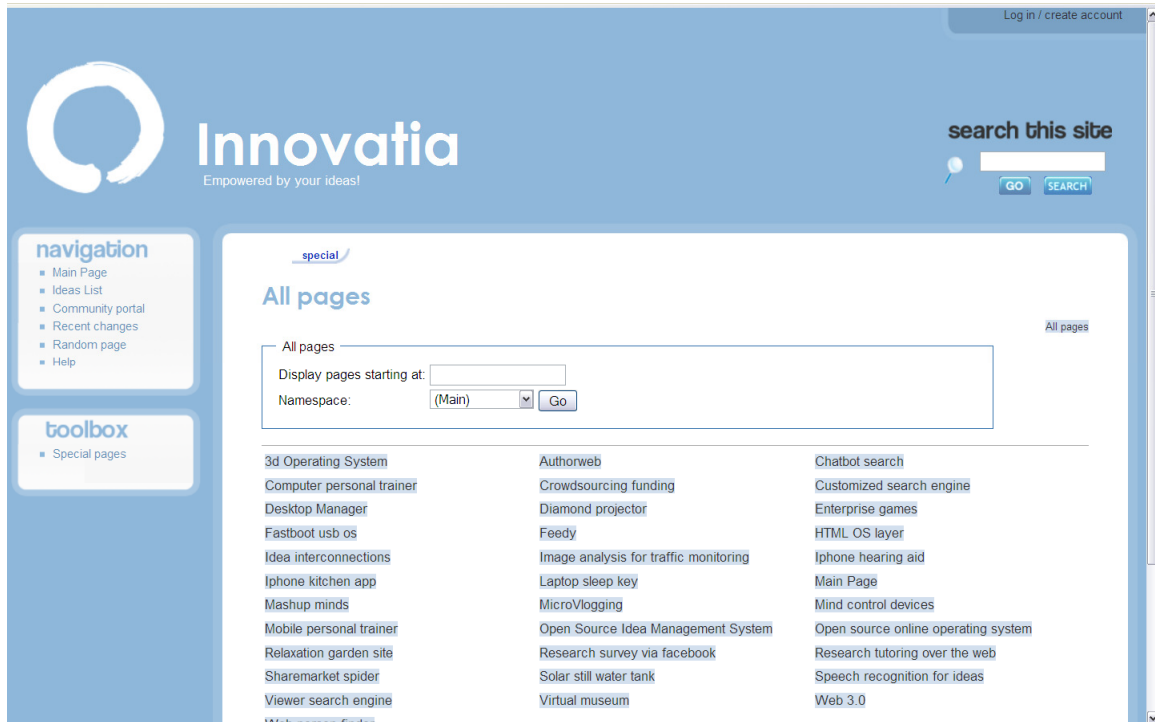 Log in / create account
Innovatia
Empowered by your ideas!
search this site
GO SEARCH
navigation
Main Page
Ideas List
Community portal
Recent changes
Random page
Help
toolbox
Special pages
special
All pages
All pages
All pages
Display pages starting at:
Namespace: (Main) Go
3d Operating System Authorweb Chatbot search
Computer personal trainer Crowdsourcing funding Customized search engine
Desktop Manager Diamond projector Enterprise games
Fastboot usb os Feedy HTML OS layer
Idea interconnections Image analysis for traffic monitoring Iphone hearing aid
Iphone kitchen app Laptop sleep key Main Page
Mashup minds MicroVlogging Mind control devices
Mobile personal trainer Open Source Idea Management System Open source online operating system
Relaxation garden site Research survey via facebook Research tutoring over the web
Sharemarket spider Solar still water tank Speech recognition for ideas
Viewer search engine Virtual museum Web 3.0